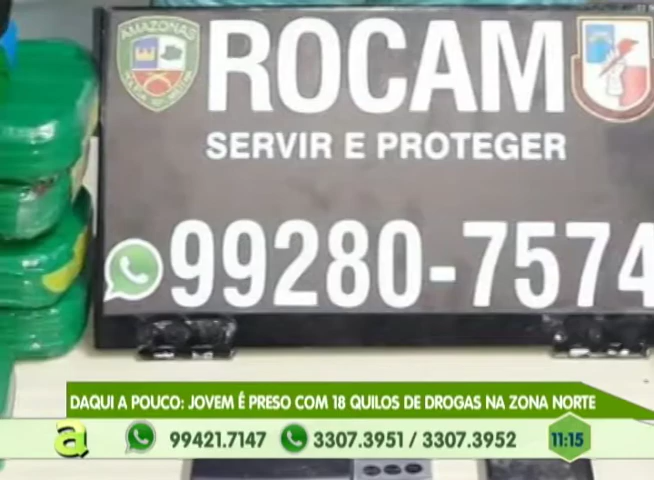 AMAZONAS
ROCAM
SERVIR E PROTEGER
99280-7574
DAQUI A POUCO: JOVEM É PRESO COM 18 QUILOS DE DROGAS NA ZONA NORTE
a 99421.7147 3307.3951 / 3307.3952 11:15